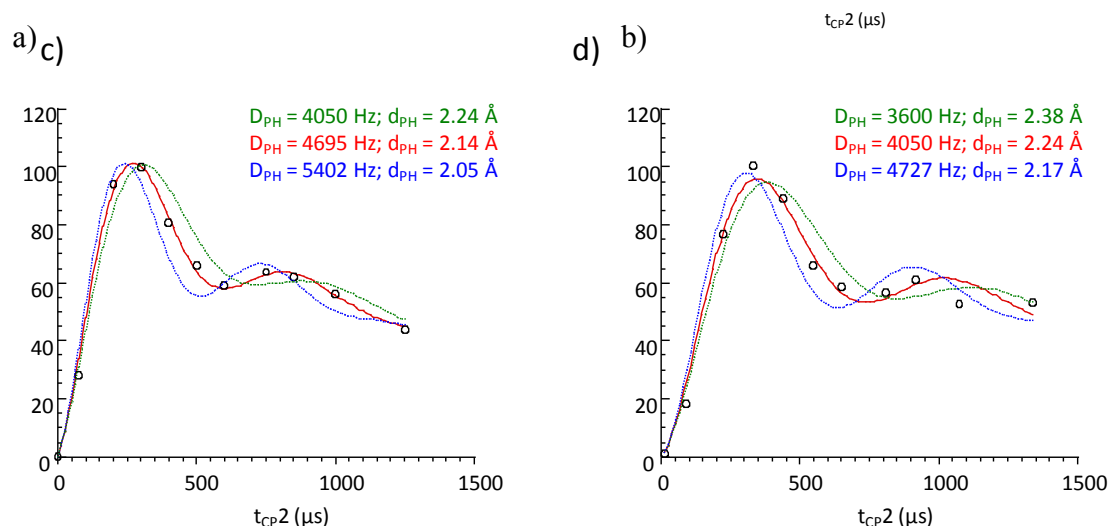 t_CP2 (μs)
a) c)
d) b)
120
100
80
60
40
20
0
D_PH = 4050 Hz; d_PH = 2.24 Å
D_PH = 4695 Hz; d_PH = 2.14 Å
D_PH = 5402 Hz; d_PH = 2.05 Å
0 500 1000 1500
t_CP2 (μs)
120
100
80
60
40
20
0
D_PH = 3600 Hz; d_PH = 2.38 Å
D_PH = 4050 Hz; d_PH = 2.24 Å
D_PH = 4727 Hz; d_PH = 2.17 Å
0 500 1000 1500
t_CP2 (μs)